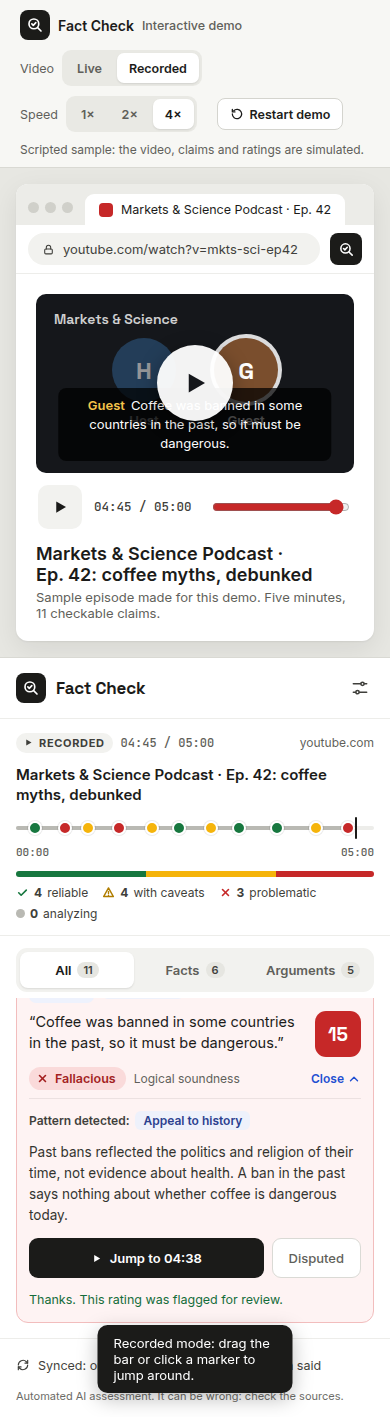 Fact Check Interactive demo
Video Live Recorded
Speed 1× 2× 4× Restart demo
Scripted sample: the video, claims and ratings are simulated.
Markets & Science Podcast · Ep. 42
youtube.com/watch?v=mkts-sci-ep42
Markets & Science
H G
Guest Coffee was banned in some
countries in the past, so it must be
dangerous.
04:45 / 05:00
Markets & Science Podcast ·
Ep. 42: coffee myths, debunked
Sample episode made for this demo. Five minutes,
11 checkable claims.
Fact Check
RECORDED 04:45 / 05:00 youtube.com
Markets & Science Podcast · Ep. 42: coffee
myths, debunked
00:00 05:00
4 reliable 4 with caveats 3 problematic
0 analyzing
All 11 Facts 6 Arguments 5
“Coffee was banned in some countries
in the past, so it must be dangerous.”
15
Fallacious Logical soundness Close
Pattern detected: Appeal to history
Past bans reflected the politics and religion of their
time, not evidence about health. A ban in the past
says nothing about whether coffee is dangerous
today.
Jump to 04:38 Disputed
Thanks. This rating was flagged for review.
Recorded mode: drag the
bar or click a marker to
jump around.
Synced: said
Automated AI assessment. It can be wrong: check the sources.